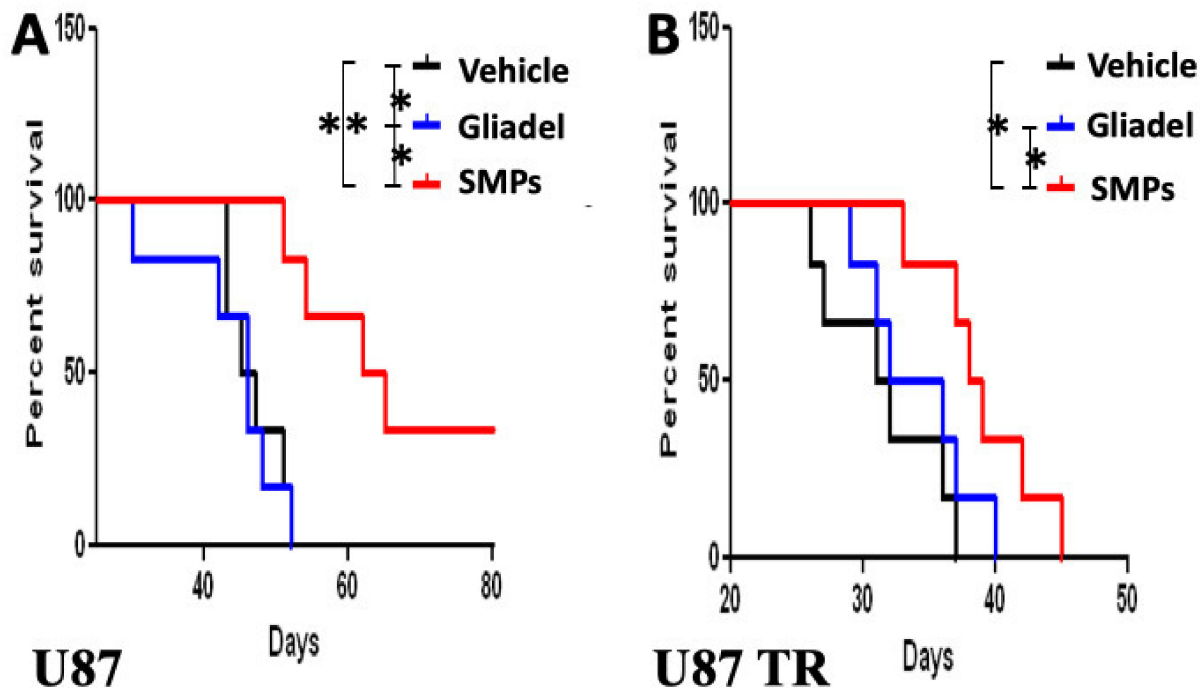 A
150
100
50
0
Percent survival
Vehicle
Gliadel
SMPs
**
*
*
40
60
80
Days
U87
B
150
100
50
0
Percent survival
Vehicle
Gliadel
SMPs
*
*
20
30
40
50
Days
U87 TR